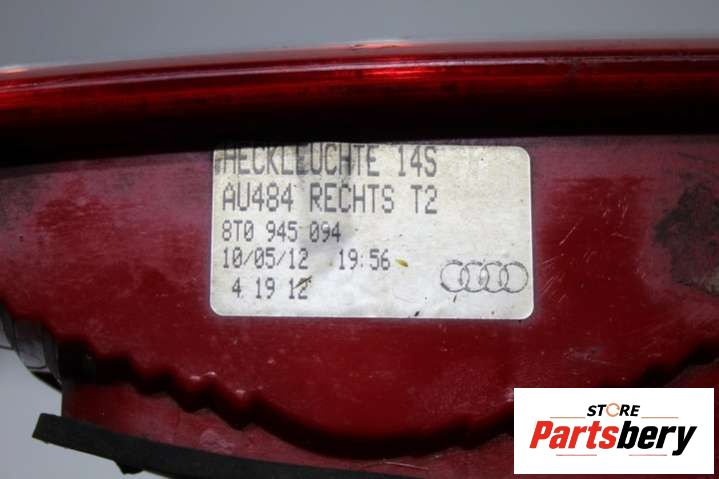 HECKLEUCHTE 14S
AU484 RECHTS T2
8T0 945 094
10/05/12 19:56
4 19 12
STORE
Partsbery